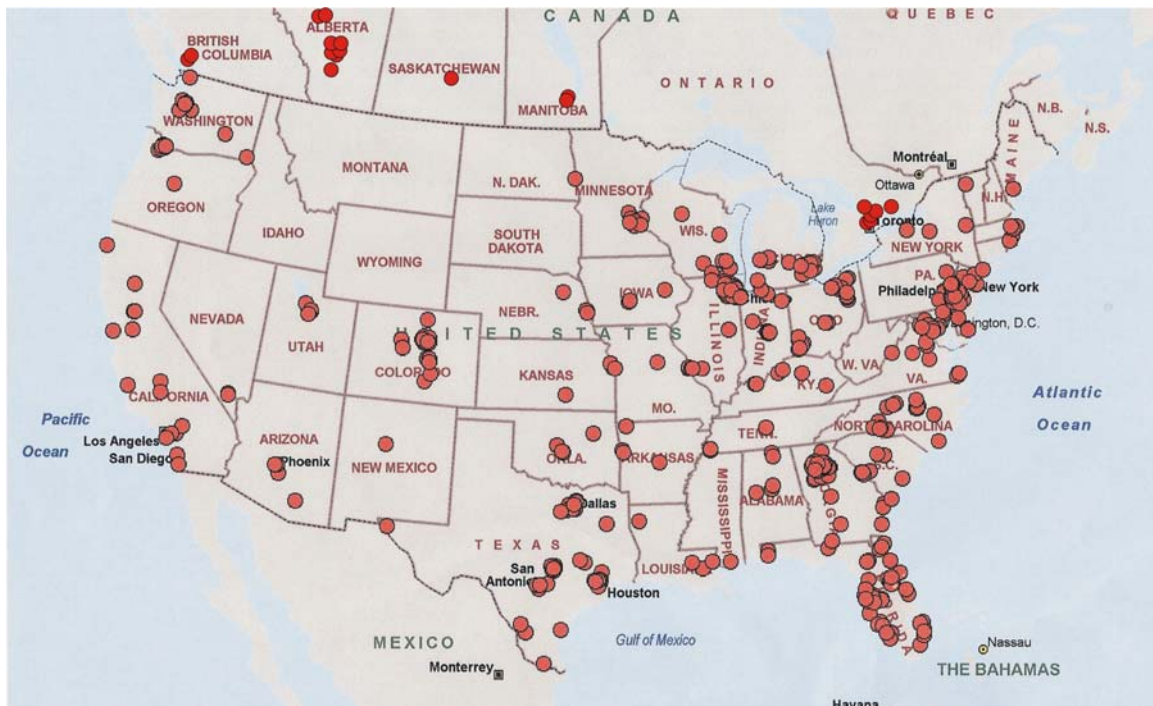 CANADA
QUEBEC
ALBERTA
BRITISH
COLUMBIA
SASKATCHEWAN
ONTARIO
MANITOBA
N.B.
N.S.
MAINE
WASHINGTON
MONTANA
N. DAK.
MINNESOTA
Montréal
Ottawa
N.H.
OREGON
IDAHO
SOUTH
DAKOTA
WIS.
Lake
Huron
Toronto
NEW YORK
WYOMING
IOWA
PA.
New York
NEVADA
NEBR.
ILLINOIS
INDIANA
UNITED STATES
UTAH
COLORADO
KANSAS
MO.
KY.
W. VA.
VA.
Washington, D.C.
CALIFORNIA
Pacific
Ocean
Atlantic
Ocean
Los Angeles
San Diego
ARIZONA
Phoenix
NEW MEXICO
OKLA.
ARKANSAS
TENN.
NORTH CAROLINA
S.C.
MISSISSIPPI
ALABAMA
Dallas
TEXAS
San
Antonio
Houston
MEXICO
Monterrey
Gulf of Mexico
Nassau
THE BAHAMAS
Havana